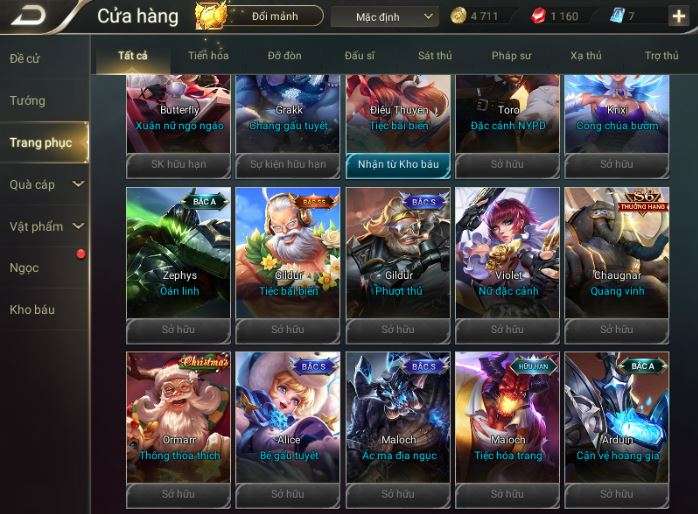 Cửa hàng
Đổi mảnh
Mặc định
4 711
1 160
7
Đề cử
Tướng
Trang phục
Quà cáp
Vật phẩm
Ngọc
Kho báu
Tất cả
Tiến hóa
Đỡ đòn
Đấu sĩ
Sát thủ
Pháp sư
Xạ thủ
Trợ thủ
Butterfly
Xuân nữ ngổ ngáo
SK hữu hạn
Grakk
Chàng gấu tuyết
Sự kiện hữu hạn
Điêu Thuyền
Tiệc bãi biển
Nhận từ Kho báu
Toro
Đặc cảnh NYPD
Sở hữu
Krixi
Công chúa bướm
Sở hữu
BẬC A
Zephys
Oán linh
Sở hữu
BẬC SS
Gildur
Tiệc bãi biển
Sở hữu
BẬC S
Gildur
Phượt thủ
Sở hữu
Violet
Nữ đặc cảnh
Sở hữu
S6
THƯỞNG HẠNG
Chaugnar
Quang vinh
Sở hữu
Christmas
Ormarr
Thông thỏa thích
Sở hữu
BẬC S
Alice
Bé gấu tuyết
Sở hữu
BẬC S
Maloch
Ác ma địa ngục
Sở hữu
HỮU HẠN
Maloch
Tiệc hóa trang
Sở hữu
BẬC A
Arduin
Cận vệ hoàng gia
Sở hữu